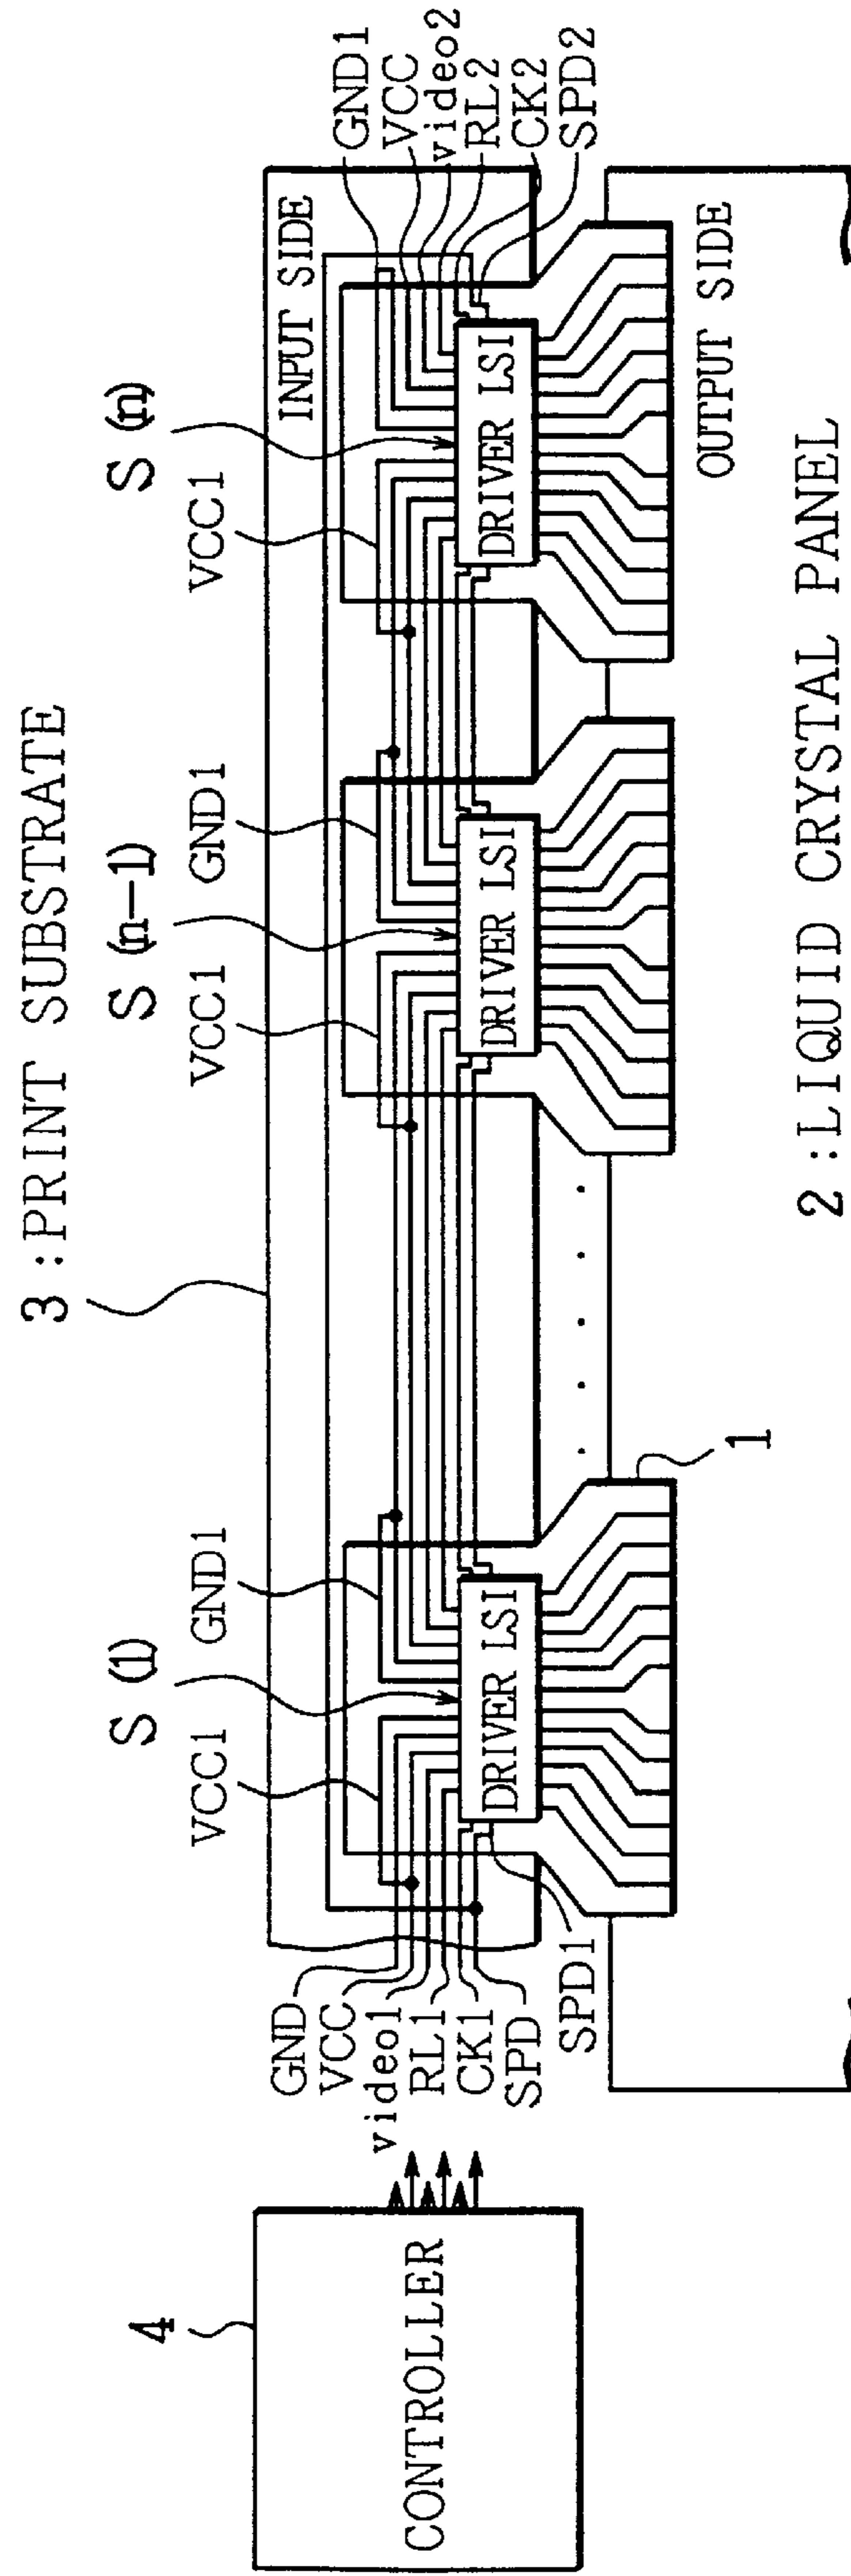 3:PRINT SUBSTRATE
S(1)
S(n-1)
S(n)
VCC1
GND1
VCC1
GND1
VCC1
INPUT SIDE
GND1
VCC
video2
RL2
CK2
SPD2
4
CONTROLLER
GND
VCC
video1
RL1
CK1
SPD
SPD1
DRIVER LSI
DRIVER LSI
DRIVER LSI
1
OUTPUT SIDE
2:LIQUID CRYSTAL PANEL